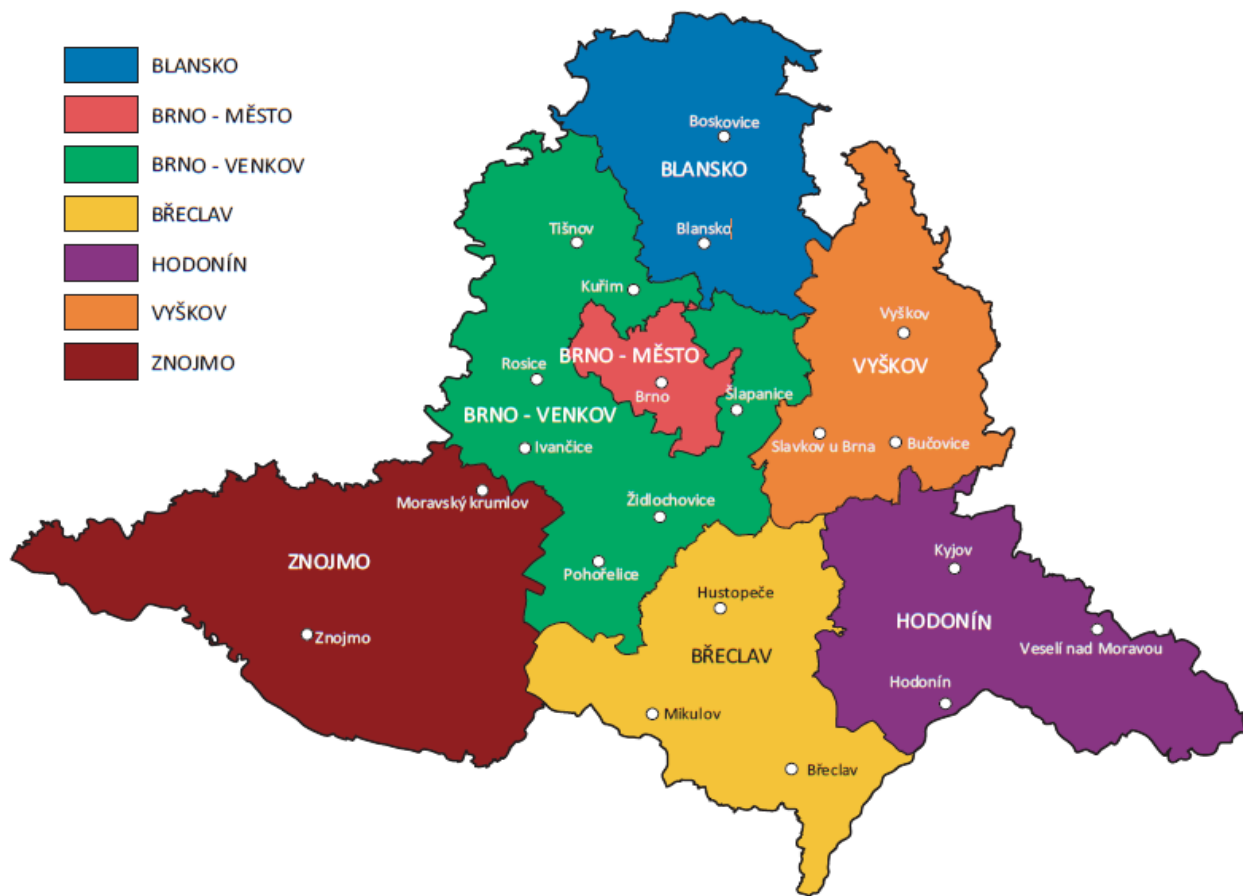 BLANSKO
BRNO - MĚSTO
BRNO - VENKOV
BŘECLAV
HODONÍN
VYŠKOV
ZNOJMO
Boskovice
BLANSKO
Tišnov
Blansko
Kuřim
Vyškov
BRNO - MĚSTO
Rosice
VYŠKOV
Brno
Šlapanice
BRNO - VENKOV
Ivančice
Slavkov u Brna
Bučovice
Moravský krumlov
Židlochovice
ZNOJMO
Pohořelice
Kyjov
Hustopeče
HODONÍN
Znojmo
BŘECLAV
Veselí nad Moravou
Hodonín
Mikulov
Břeclav